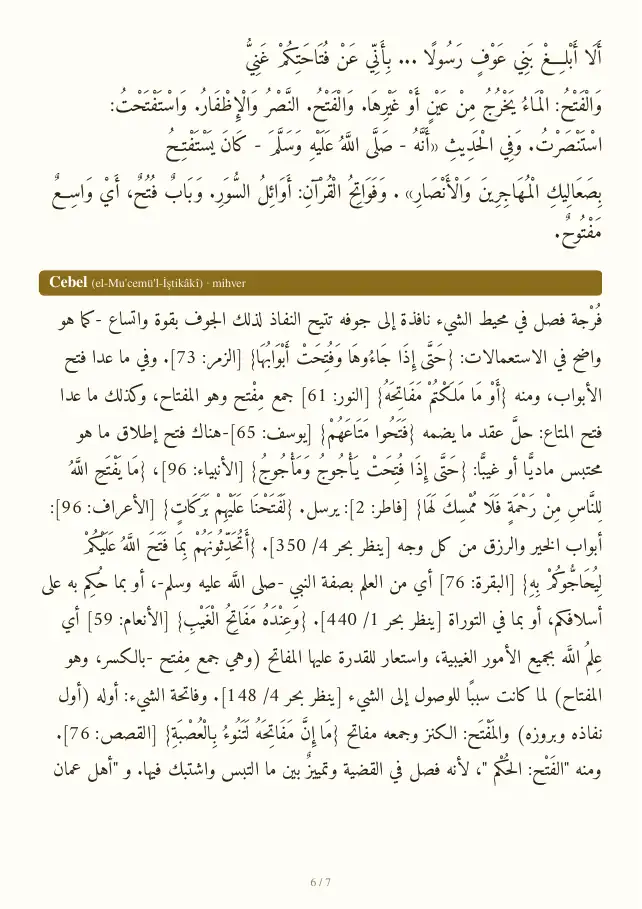 أَلَا أَبْلِغْ بَنِي عَوْفٍ رَسُولًا ... بِأَنِّي عَنْ فُتَاحَتِكُمْ غَنِيُّ
وَالْفَتْحُ: الْمَاءُ يَخْرُجُ مِنْ عَيْنٍ أَوْ غَيْرِهَا. وَالْفَتْحُ. النَّصْرُ وَالْإِظْفَارُ. وَاسْتَفْتَحْتُ:
اسْتَنْصَرْتُ. وَفِي الْحَدِيثِ «أَنَّهُ - صَلَّى اللَّهُ عَلَيْهِ وَسَلَّمَ - كَانَ يَسْتَفْتِحُ
بِصَعَالِيكِ الْمُهَاجِرِينَ وَالْأَنْصَارِ» . وَفَوَاتِحُ الْقُرْآنِ: أَوَائِلُ السُّوَرِ. وَبَابٌ فُتُحٌ، أَيْ وَاسِعٌ
مَفْتُوحٌ.
Cebel (el-Mu'cemü'l-İştikâkî) · mihver
فُرْجة فصل في محيط الشيء نافذة إلى جوفه تتيح النفاذ لذلك الجوف بقوة واتساع -كما هو
واضح في الاستعمالات: {حَتَّى إِذَا جَاءُوهَا وَفُتِحَتْ أَبْوَابُهَا} [الزمر: 73]. وفي ما عدا فتح
الأبواب، ومنه {أَوْ مَا مَلَكْتُمْ مَفَاتِحَهُ} [النور: 61] جمع مِفْتح وهو المفتاح، وكذلك ما عدا
فتح المتاع: حلَّ عقد ما يضمه {فَتَحُوا مَتَاعَهُمْ} [يوسف: 65]-هناك فتح إطلاق ما هو
محتبس ماديًّا أو غيبًّا: {حَتَّى إِذَا فُتِحَتْ يَأْجُوجُ وَمَأْجُوجُ} [الأنبياء: 96]، {مَا يَفْتَحِ اللَّهُ
لِلنَّاسِ مِنْ رَحْمَةٍ فَلَا مُمْسِكَ لَهَا} [فاطر: 2]: يرسل. {لَفَتَحْنَا عَلَيْهِمْ بَرَكَاتٍ} [الأعراف: 96]:
أبواب الخير والرزق من كل وجه [ينظر بحر 4/ 350]. {أَتُحَدِّثُونَهُمْ بِمَا فَتَحَ اللَّهُ عَلَيْكُمْ
لِيُحَاجُّوكُمْ بِهِ} [البقرة: 76] أي من العلم بصفة النبي -صلى الله عليه وسلم-، أو بما حُكِم به على
أسلافكم، أو بما في التوراة [ينظر بحر 1/ 440]. {وَعِنْدَهُ مَفَاتِحُ الْغَيْبِ} [الأنعام: 59] أي
عِلمُ الله بجميع الأمور الغيبية، واستعار للقدرة عليها المفاتح (وهي جمع مِفتح -بالكسر، وهو
المفتاح) لما كانت سببًا للوصول إلى الشيء [ينظر بحر 4/ 148]. وفاتحة الشيء: أوله (أول
نفاذه وبروزه) والمَفْتَح: الكنز وجمعه مفاتح {مَا إِنَّ مَفَاتِحَهُ لَتَنُوءُ بِالْعُصْبَةِ} [القصص: 76].
ومنه "الفَتْح: الحُكْم "، لأنه فصل في القضية وتمييزٌ بين ما التبس واشتبك فيها. و "أهل عمان
6 / 7